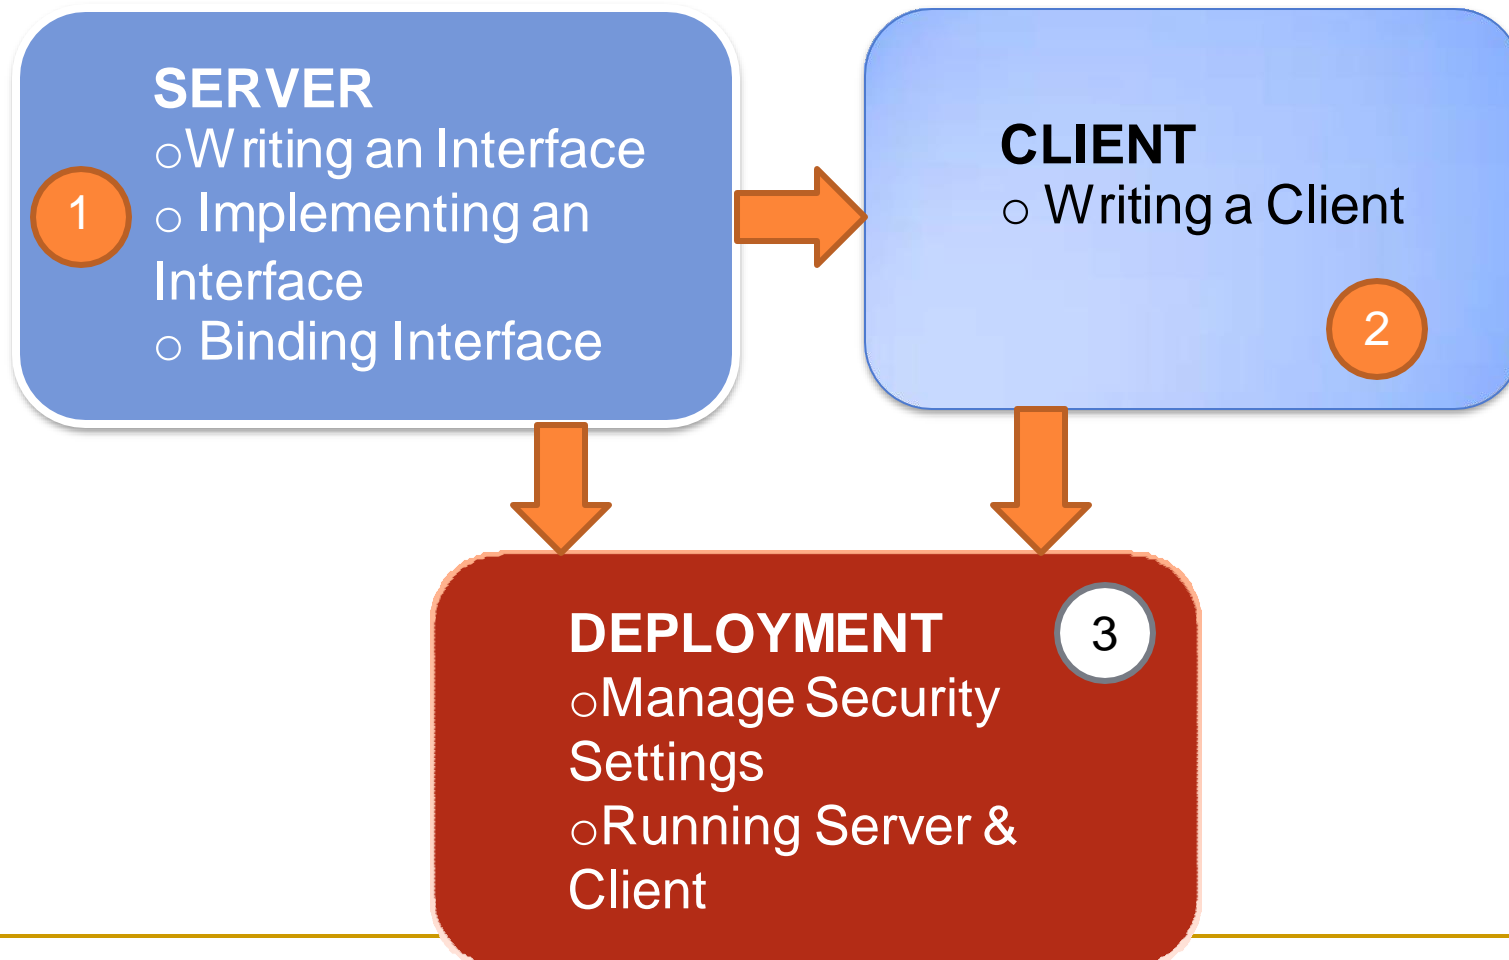 SERVER
oWriting an Interface
1
o Implementing an
Interface
o Binding Interface
CLIENT
o Writing a Client
2
DEPLOYMENT
3
oManage Security
Settings
oRunning Server &
Client